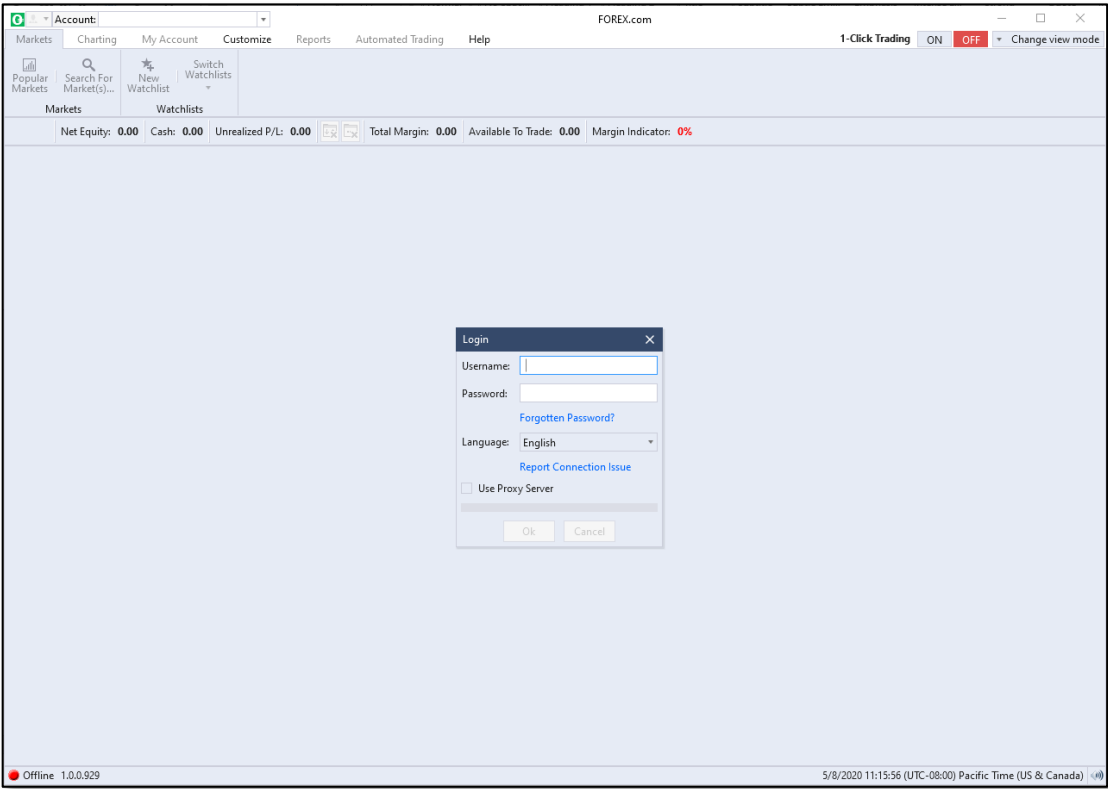 Account:
FOREX.com
Markets Charting My Account Customize Reports Automated Trading Help
1-Click Trading ON OFF Change view mode
Popular Markets
Search For Market(s)...
New Watchlist
Switch Watchlists
Markets Watchlists
Net Equity: 0.00 Cash: 0.00 Unrealized P/L: 0.00 Total Margin: 0.00 Available To Trade: 0.00 Margin Indicator: 0%
Login
Username:
Password:
Forgotten Password?
Language: English
Report Connection Issue
Use Proxy Server
Ok Cancel
Offline 1.0.0.929
5/8/2020 11:15:56 (UTC-08:00) Pacific Time (US & Canada)